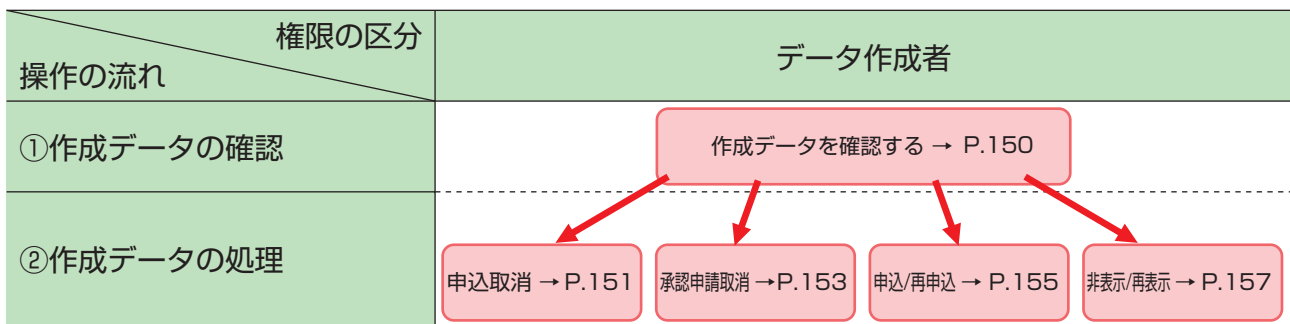 権限の区分
操作の流れ
データ作成者
①作成データの確認
作成データを確認する → P.150
②作成データの処理
申込取消 → P.151
承認申請取消 → P.153
申込/再申込 → P.155
非表示/再表示 → P.157